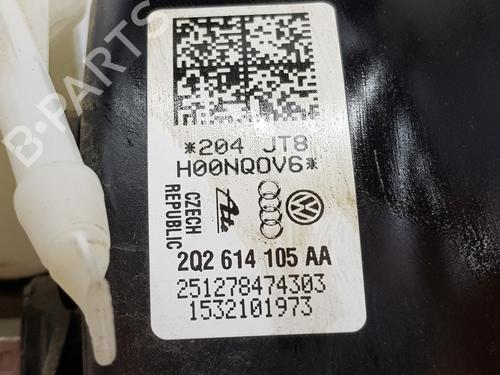 *204 JT8
H00NQOV6*
CZECH
REPUBLIC
Ate
2Q2 614 105 AA
251278474303
1532101973
B-PARTS